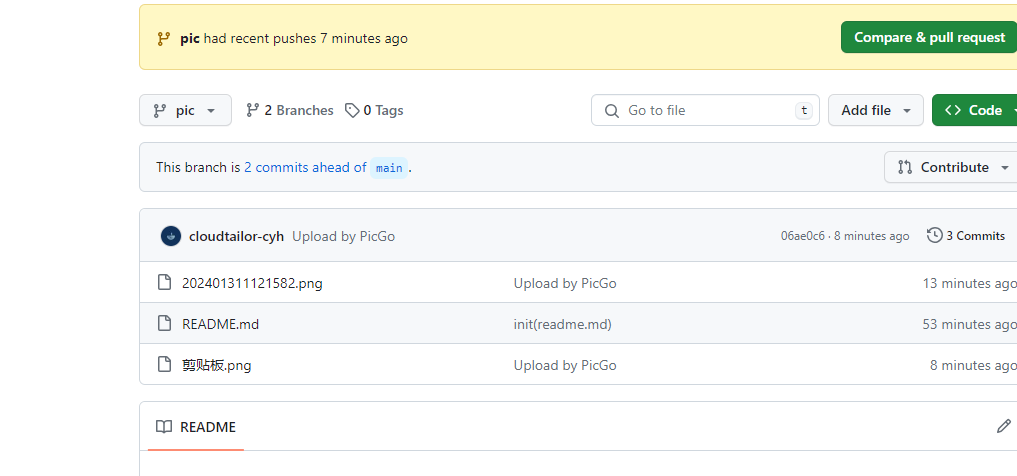 pic had recent pushes 7 minutes ago Compare & pull request
pic 2 Branches 0 Tags Go to file t Add file Code
This branch is 2 commits ahead of main. Contribute
cloudtailor-cyh Upload by PicGo 06ae0c6 · 8 minutes ago 3 Commits
202401311121582.png Upload by PicGo 13 minutes ago
README.md init(readme.md) 53 minutes ago
剪贴板.png Upload by PicGo 8 minutes ago
README